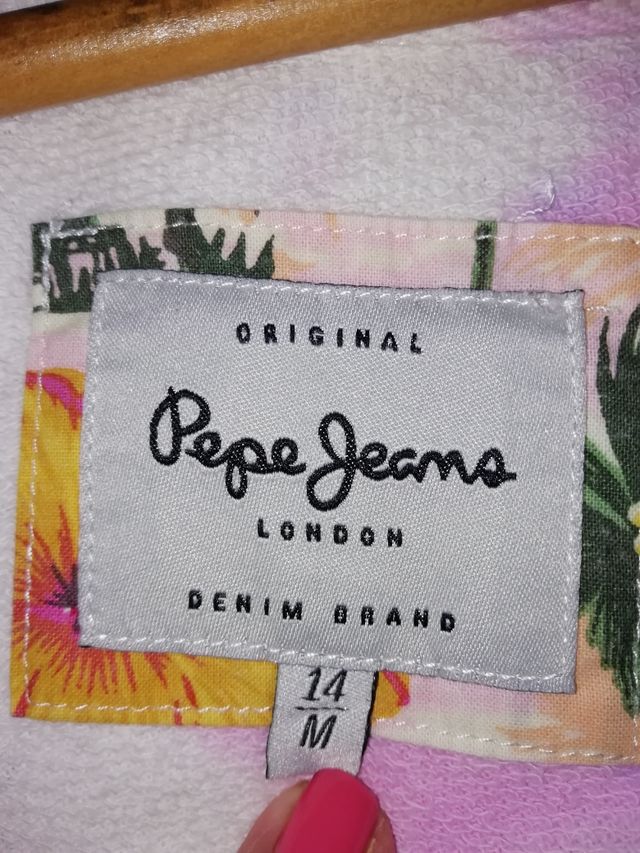 ORIGINAL
Pepe Jeans
LONDON
DENIM BRAND
14
M